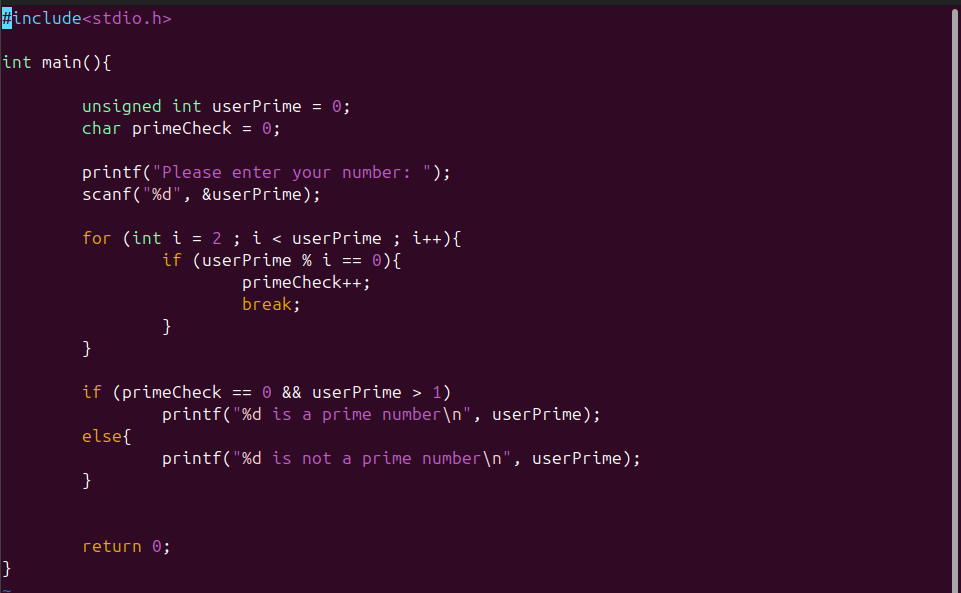 #include<stdio.h>
int main(){
unsigned int userPrime = 0;
char primeCheck = 0;
printf("Please enter your number: ");
scanf("%d", &userPrime);
for (int i = 2 ; i < userPrime ; i++){
if (userPrime % i == 0){
primeCheck++;
break;
}
}
if (primeCheck == 0 && userPrime > 1)
printf("%d is a prime number\n", userPrime);
else{
printf("%d is not a prime number\n", userPrime);
}
return 0;
}
~